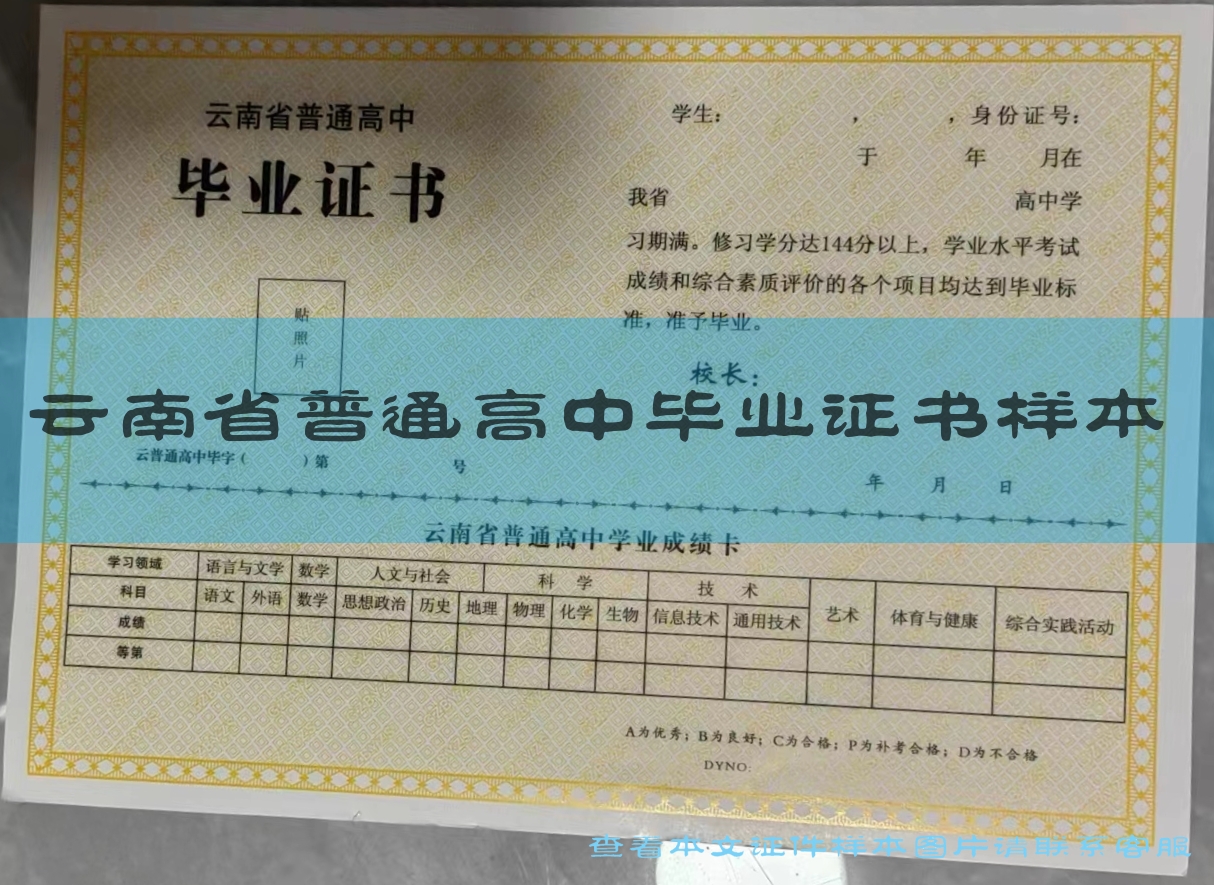 云南省普通高中
毕业证书
贴
照
片
学生：　　　，　　　，身份证号：
于　　　年　　月在
我省　　　　　　　高中学
习期满。修习学分达144分以上，学业水平考试
成绩和综合素质评价的各个项目均达到毕业标
准，准予毕业。
校长：
云南省普通高中毕业证书样本
云普通高中毕字（　　　）第　　　　　号
年　　月　　日
云南省普通高中学业成绩卡
学习领域 语言与文学 数学 人文与社会 科 学 技 术 艺术 体育与健康 综合实践活动
科目 语文 外语 数学 思想政治 历史 地理 物理 化学 生物 信息技术 通用技术
成绩
等第
A为优秀；B为良好；C为合格；P为补考合格；D为不合格
DYNO:
查看本文证件样本图片请联系客服